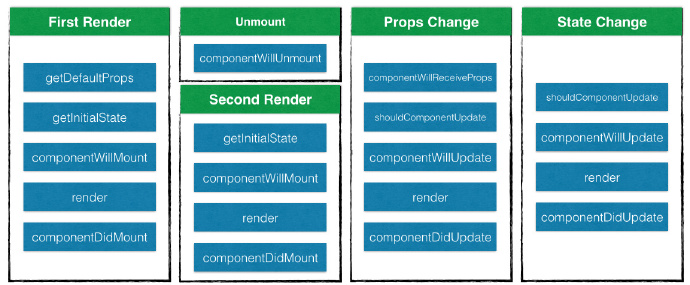 First Render
getDefaultProps
getInitialState
componentWillMount
render
componentDidMount
Unmount
componentWillUnmount
Second Render
getInitialState
componentWillMount
render
componentDidMount
Props Change
componentWillReceiveProps
shouldComponentUpdate
componentWillUpdate
render
componentDidUpdate
State Change
shouldComponentUpdate
componentWillUpdate
render
componentDidUpdate